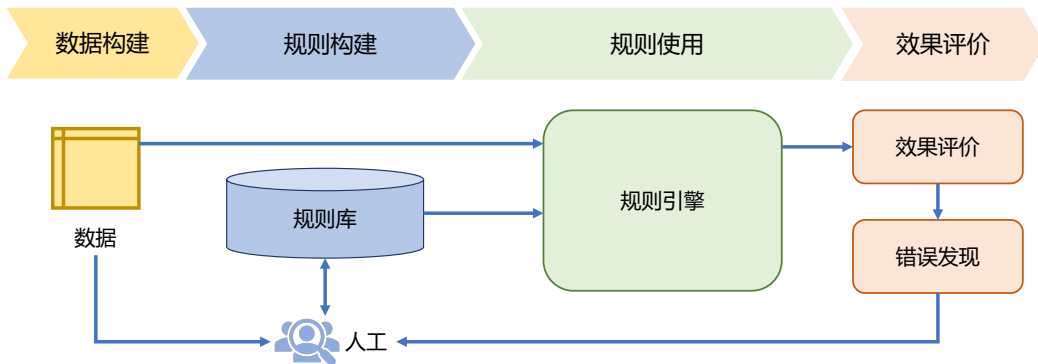 数据构建
规则构建
规则使用
效果评价
效果评价
规则引擎
规则库
数据
错误发现
人工